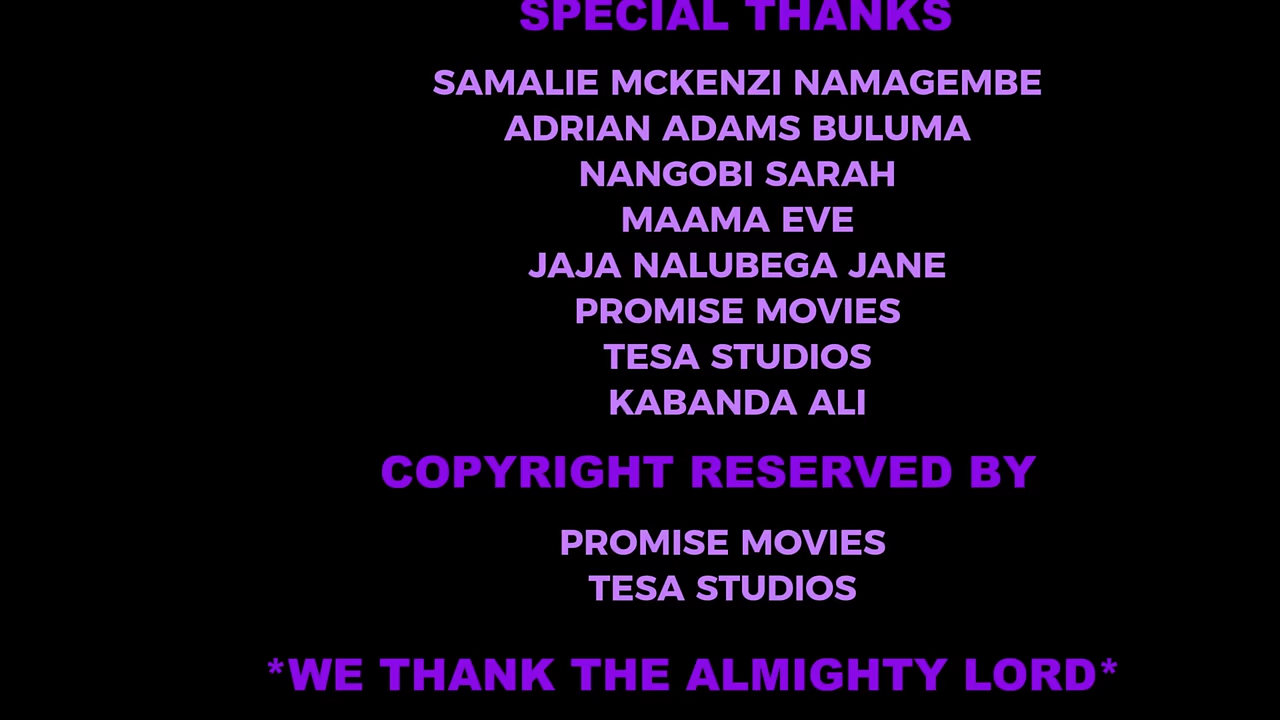 SPECIAL THANKS
SAMALIE MCKENZI NAMAGEMBE
ADRIAN ADAMS BULUMA
NANGOBI SARAH
MAAMA EVE
JAJA NALUBEGA JANE
PROMISE MOVIES
TESA STUDIOS
KABANDA ALI
COPYRIGHT RESERVED BY
PROMISE MOVIES
TESA STUDIOS
*WE THANK THE ALMIGHTY LORD*